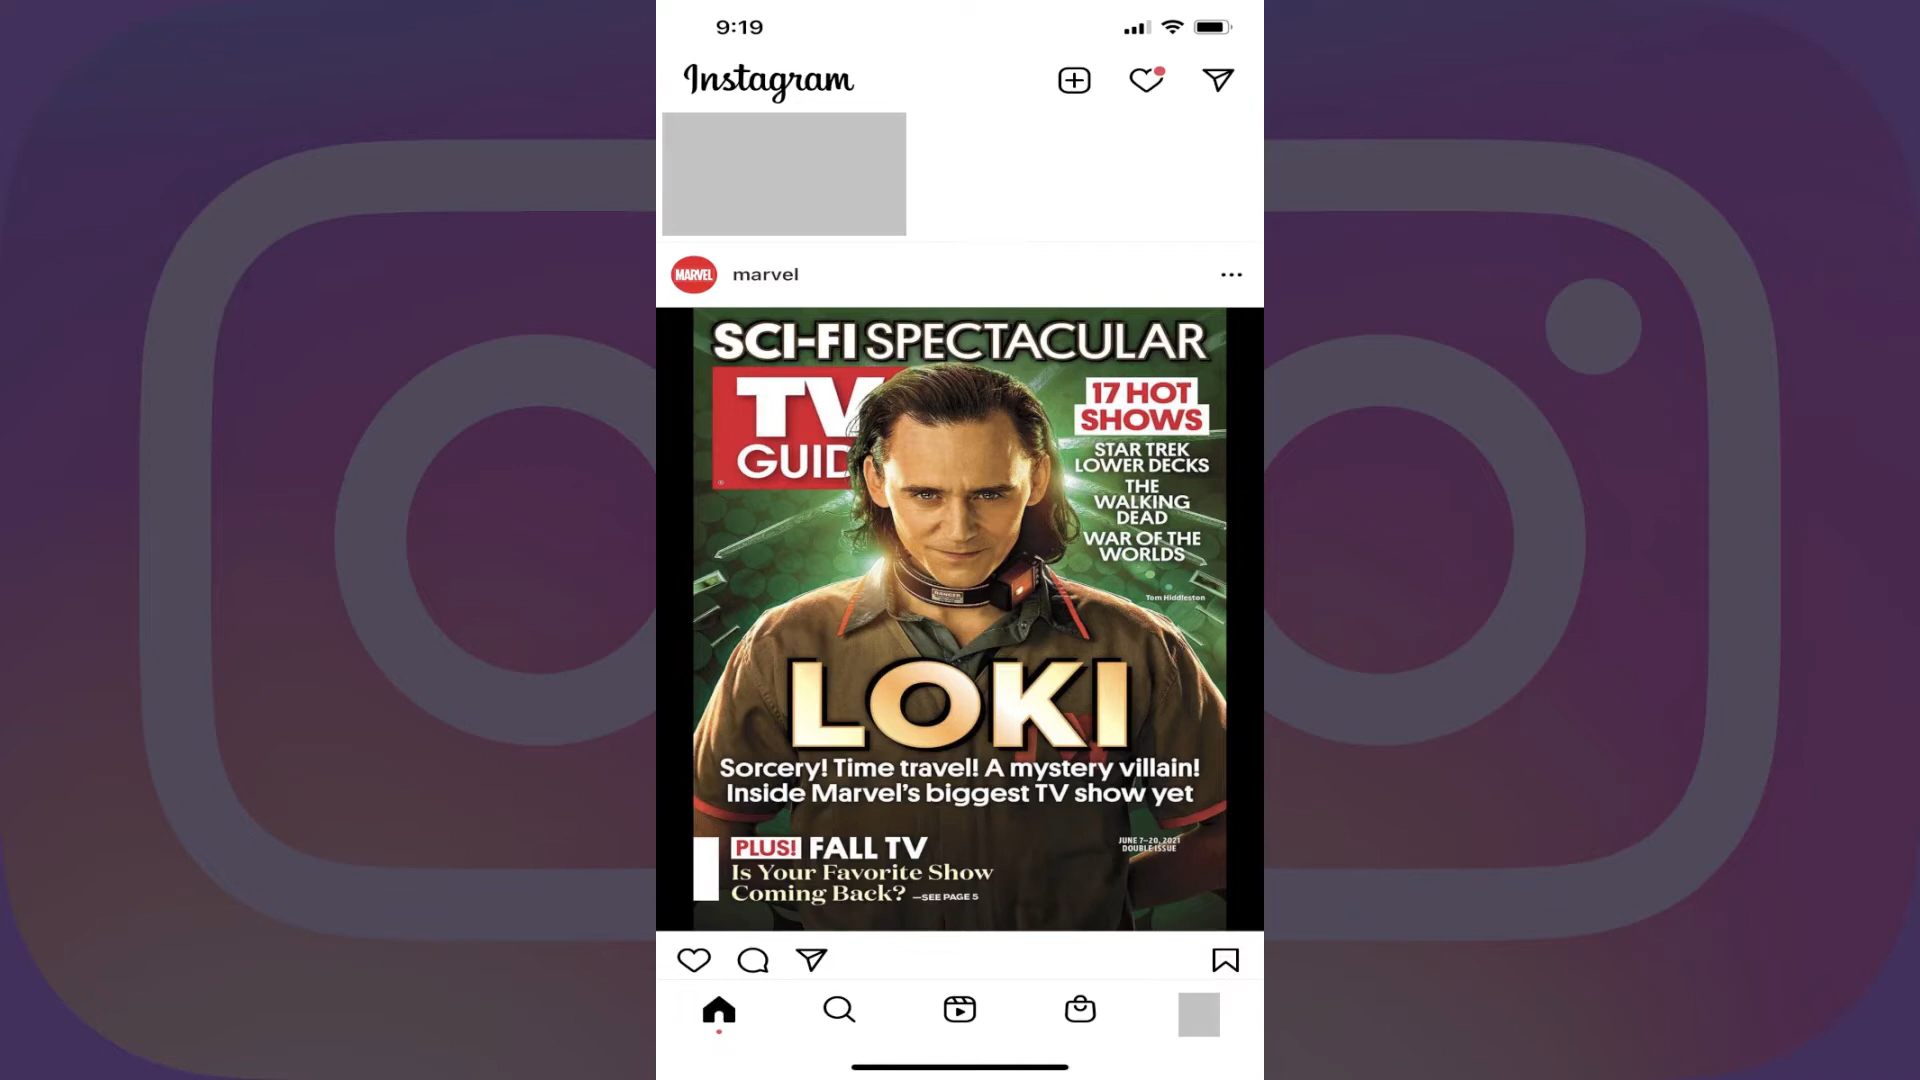 9:19
Instagram
MARVEL
marvel
SCI-FI SPECTACULAR
TV
GUID
17 HOT
SHOWS
STAR TREK
LOWER DECKS
THE
WALKING
DEAD
WAR OF THE
WORLDS
DANGER
Tom Hiddleston
LOKI
Sorcery! Time travel! A mystery villain!
Inside Marvel's biggest TV show yet
PLUS! FALL TV
Is Your Favorite Show
Coming Back? —SEE PAGE 5
JUNE 7–20, 2021
DOUBLE ISSUE